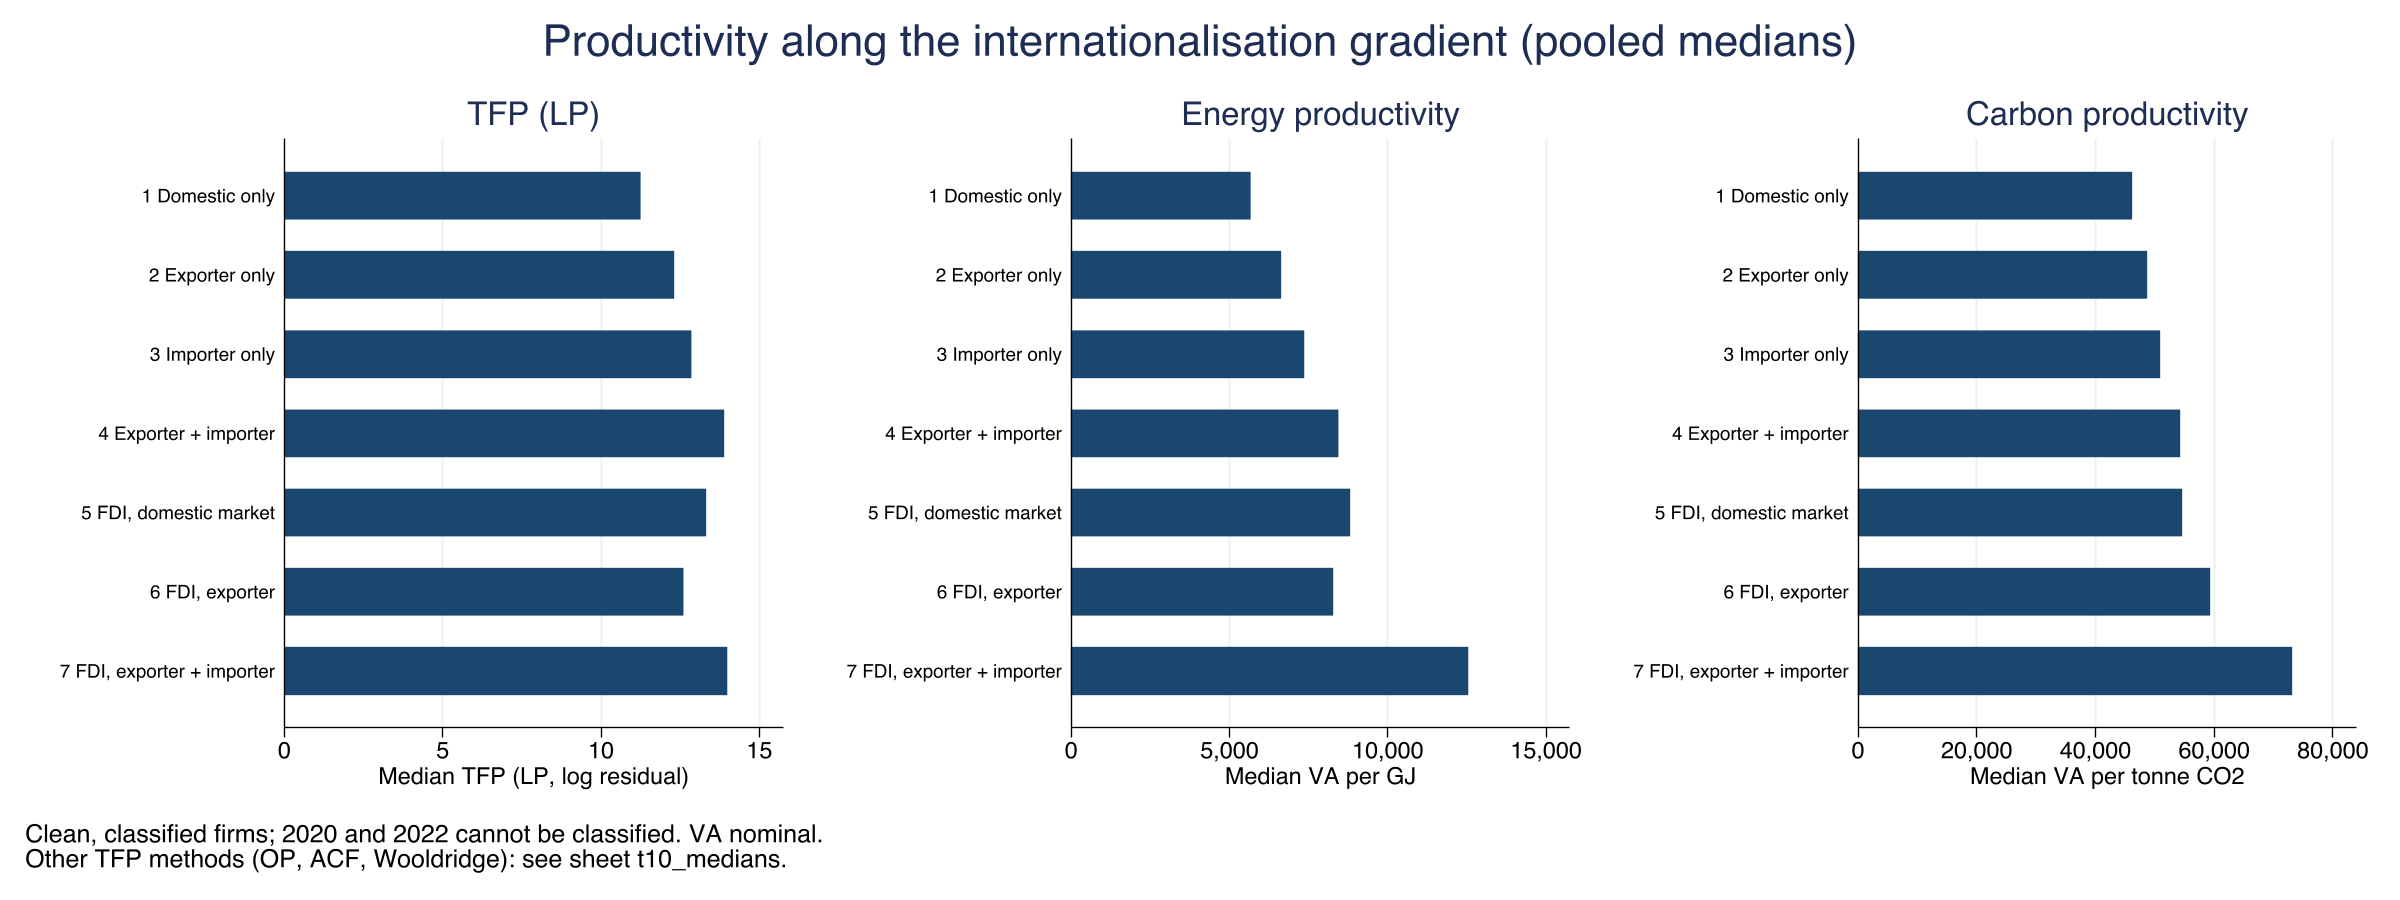 Productivity along the internationalisation gradient (pooled medians)
TFP (LP)
1 Domestic only
2 Exporter only
3 Importer only
4 Exporter + importer
5 FDI, domestic market
6 FDI, exporter
7 FDI, exporter + importer
0 5 10 15
Median TFP (LP, log residual)
Energy productivity
1 Domestic only
2 Exporter only
3 Importer only
4 Exporter + importer
5 FDI, domestic market
6 FDI, exporter
7 FDI, exporter + importer
0 5,000 10,000 15,000
Median VA per GJ
Carbon productivity
1 Domestic only
2 Exporter only
3 Importer only
4 Exporter + importer
5 FDI, domestic market
6 FDI, exporter
7 FDI, exporter + importer
0 20,000 40,000 60,000 80,000
Median VA per tonne CO2
Clean, classified firms; 2020 and 2022 cannot be classified. VA nominal.
Other TFP methods (OP, ACF, Wooldridge): see sheet t10_medians.